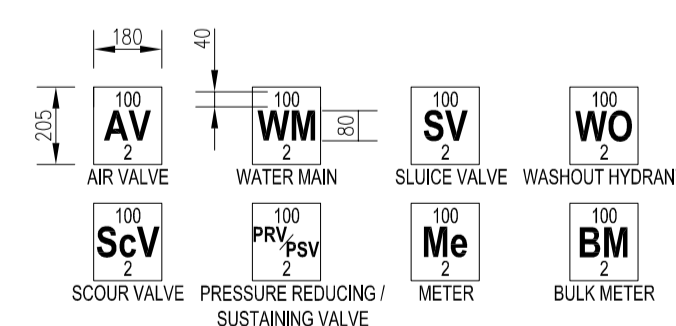 180
40
205
80
100
AV
2
AIR VALVE
100
WM
2
WATER MAIN
100
SV
2
SLUICE VALVE
100
WO
2
WASHOUT HYDRAN
100
ScV
2
SCOUR VALVE
100
PRV/PSV
2
PRESSURE REDUCING /
SUSTAINING VALVE
100
Me
2
METER
100
BM
2
BULK METER